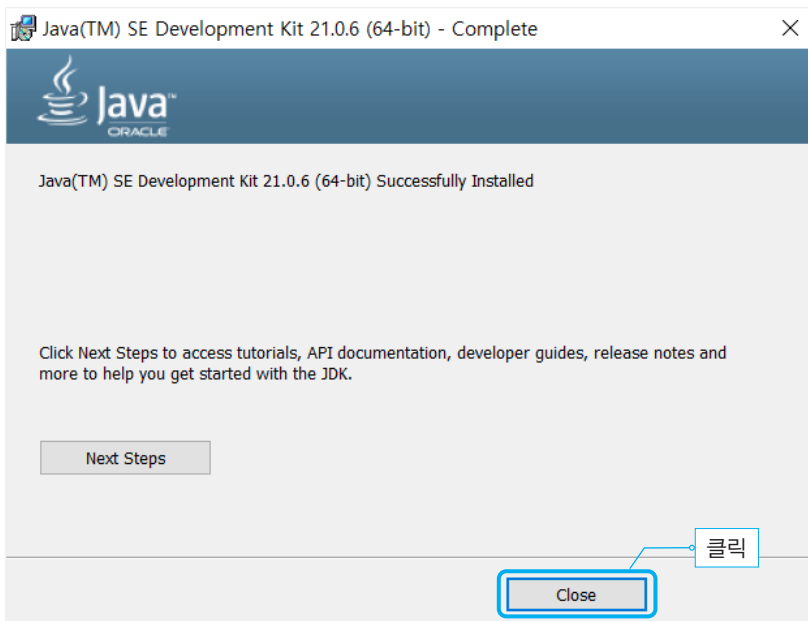 Java(TM) SE Development Kit 21.0.6 (64-bit) - Complete
Java™
ORACLE
Java(TM) SE Development Kit 21.0.6 (64-bit) Successfully Installed
Click Next Steps to access tutorials, API documentation, developer guides, release notes and
more to help you get started with the JDK.
Next Steps
클릭
Close